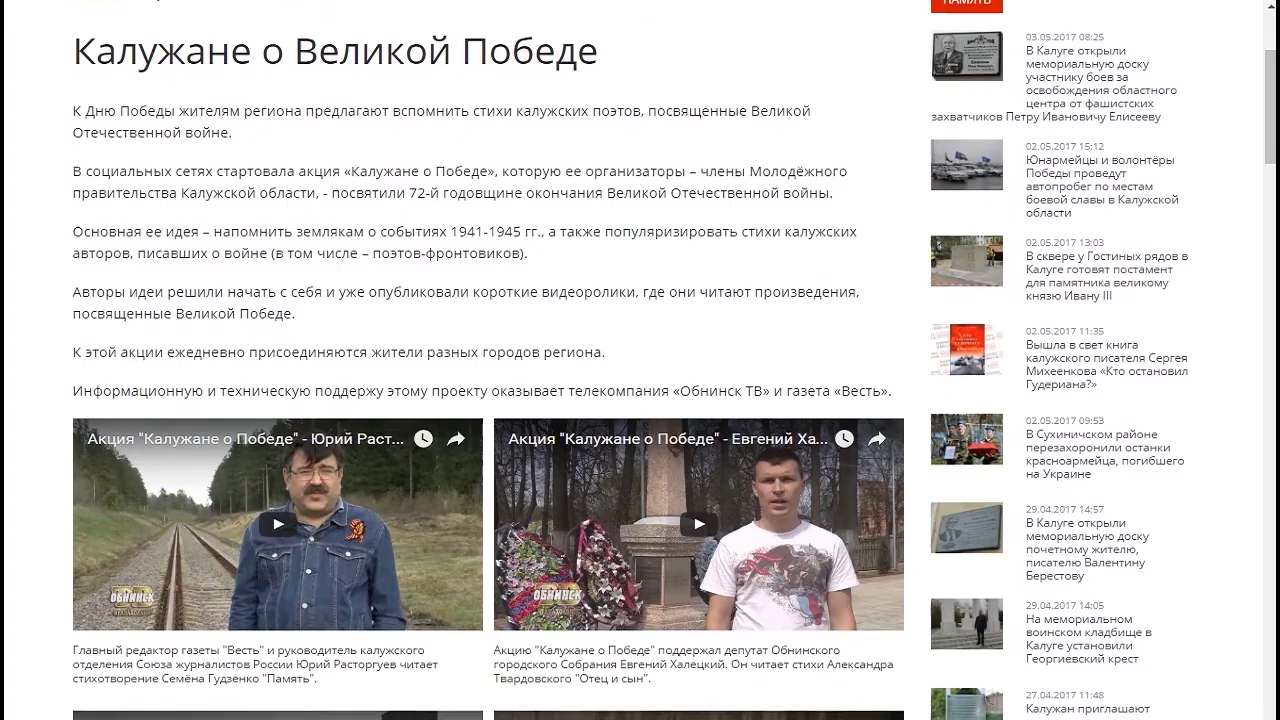 Калужане о Великой Победе
К Дню Победы жителям региона предлагают вспомнить стихи калужских поэтов, посвященные Великой
Отечественной войне.
В социальных сетях стартовала акция «Калужане о Победе», которую ее организаторы – члены Молодёжного
правительства Калужской области, - посвятили 72-й годовщине окончания Великой Отечественной войны.
Основная ее идея – напомнить землякам о событиях 1941-1945 гг., а также популяризировать стихи калужских
авторов, писавших о войне (в том числе – поэтов-фронтовиков).
Авторы идеи решили начать с себя и уже опубликовали короткие видеоролики, где они читают произведения,
посвященные Великой Победе.
К этой акции ежедневно присоединяются жители разных городов региона.
Информационную и техническую поддержу этому проекту оказывает телекомпания «Обнинск ТВ» и газета «Весть».
Акция "Калужане о Победе" - Юрий Раст...
ОБНИНСК
Главный редактор газеты "Весть" и руководитель калужского
отделения Союза журналистов России Юрий Расторгуев читает
стихотворение Семёна Гудзенко "Память".
Акция "Калужане о Победе" - Евгений Ха...
ОБНИНСК
Акцию "Калужане о Победе" поддержал депутат Обнинского
городского Собрания Евгений Халецкий. Он читает стихи Александра
Твардовского "Отец и сын".
ПАМЯТЬ
03.05.2017 08:25
В Калуге открыли
мемориальную доску
участнику боев за
освобождения областного
центра от фашистских
захватчиков Петру Ивановичу Елисееву
02.05.2017 15:12
Юнармейцы и волонтёры
Победы проведут
автопробег по местам
боевой славы в Калужской
области
02.05.2017 13:03
В сквере у Гостиных рядов в
Калуге готовят постамент
для памятника великому
князю Ивану III
02.05.2017 11:35
Вышла в свет книга
калужского писателя Сергея
Михеенкова «Кто остановил
Гудериана?»
02.05.2017 09:53
В Сухиничском районе
перезахоронили останки
красноармейца, погибшего
на Украине
29.04.2017 14:57
В Калуге открыли
мемориальную доску
почетному жителю,
писателю Валентину
Берестову
29.04.2017 14:05
На мемориальном
воинском кладбище в
Калуге установили
Георгиевский крест
27.04.2017 11:48
Калужан приглашают